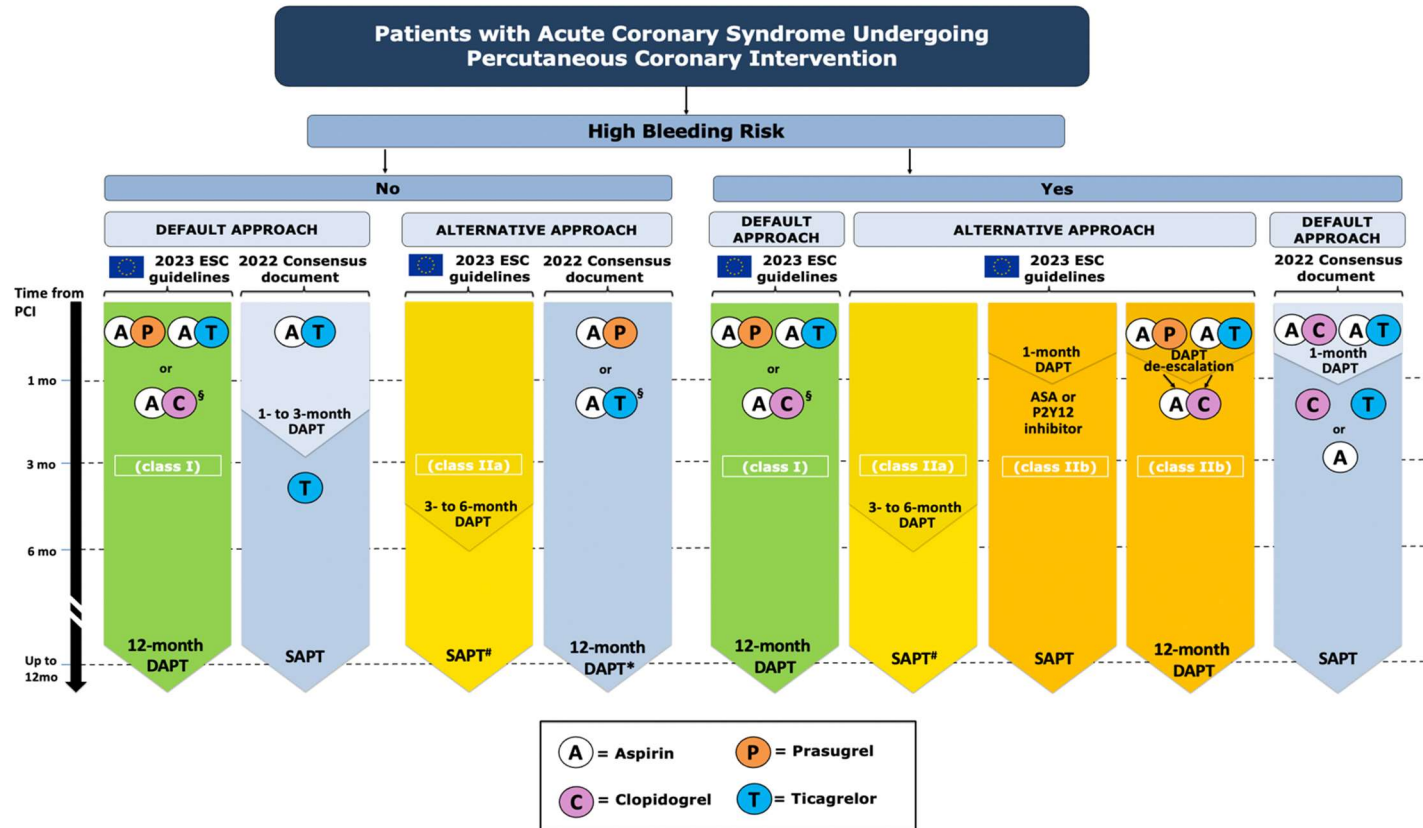 Patients with Acute Coronary Syndrome Undergoing
Percutaneous Coronary Intervention
High Bleeding Risk
No
Yes
DEFAULT APPROACH
ALTERNATIVE APPROACH
DEFAULT
APPROACH
ALTERNATIVE APPROACH
DEFAULT
APPROACH
2023 ESC
guidelines
2022 Consensus
document
2023 ESC
guidelines
2022 Consensus
document
2023 ESC
guidelines
2023 ESC
guidelines
2022 Consensus
document
Time from
PCI
1 mo
3 mo
6 mo
Up to
12mo
A P A T
or
A C §
(class I)
12-month
DAPT
A T
1- to 3-month
DAPT
T
SAPT
(class IIa)
3- to 6-month
DAPT
SAPT#
A P
or
A T §
12-month
DAPT*
A P A T
or
A C §
(class I)
12-month
DAPT
(class IIa)
3- to 6-month
DAPT
SAPT#
1-month
DAPT
ASA or
P2Y12
inhibitor
(class IIb)
SAPT
A P A T
DAPT
de-escalation
A C
(class IIb)
12-month
DAPT
A C A T
1-month
DAPT
C T
or
A
SAPT
A = Aspirin
P = Prasugrel
C = Clopidogrel
T = Ticagrelor